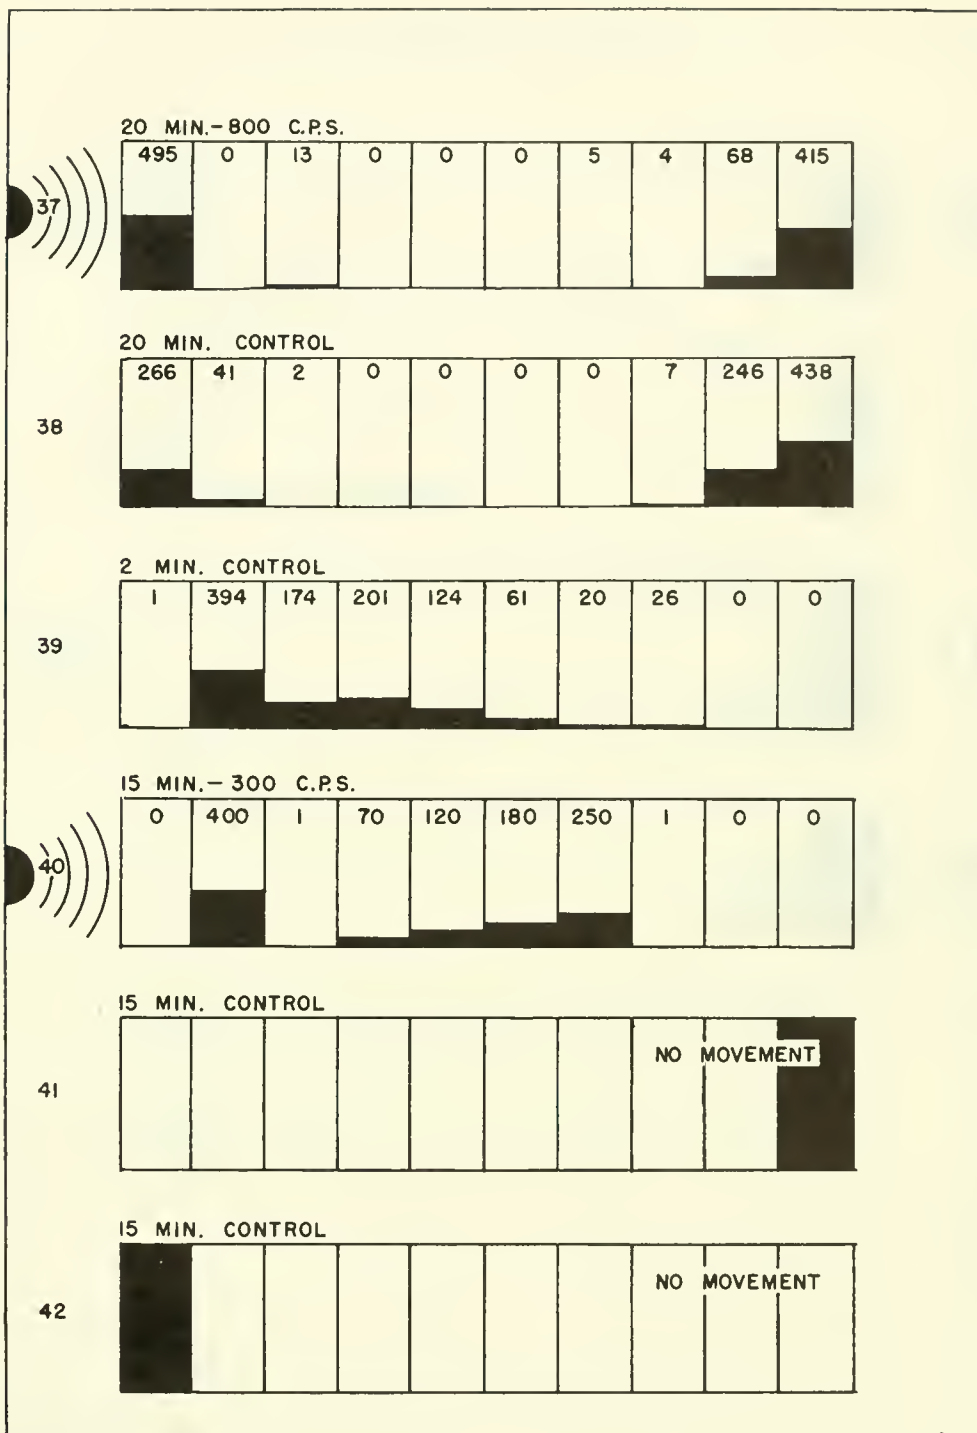 20 MIN.-800 C.P.S.
495 0 13 0 0 0 5 4 68 415
37
20 MIN. CONTROL
266 41 2 0 0 0 0 7 246 438
38
2 MIN. CONTROL
1 394 174 201 124 61 20 26 0 0
39
15 MIN.-300 C.P.S.
0 400 1 70 120 180 250 1 0 0
40
15 MIN. CONTROL
NO MOVEMENT
41
15 MIN. CONTROL
NO MOVEMENT
42